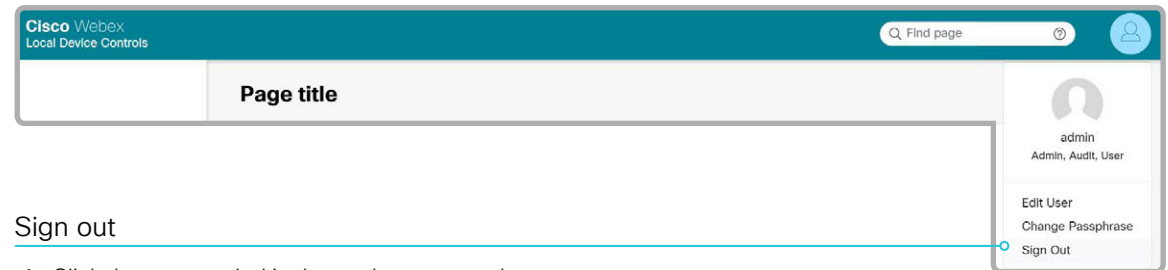 Cisco Webex
Local Device Controls
Find page
Page title
admin
Admin, Audit, User
Edit User
Change Passphrase
Sign Out
Sign out